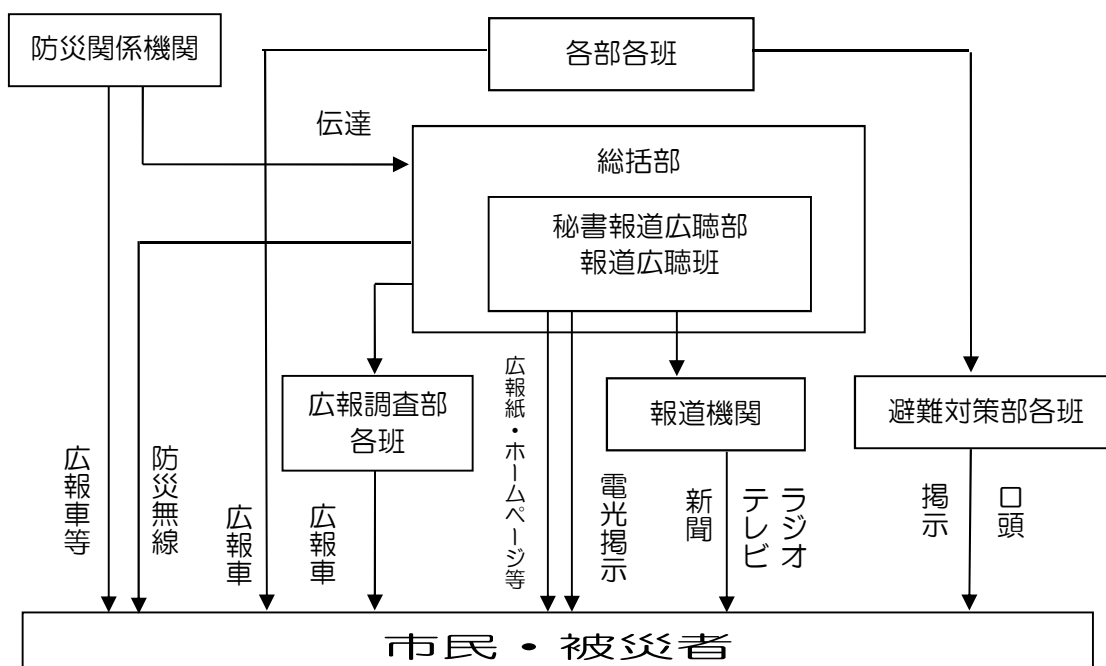 防災関係機関
各部各班
伝達
総括部
秘書報道広聴部
報道広聴班
広報調査部
各班
報道機関
避難対策部各班
広報車等
防災無線
広報車
広報車
広報紙・ホームページ等
電光掲示
新聞
テレビ
ラジオ
掲示
口頭
市民・被災者